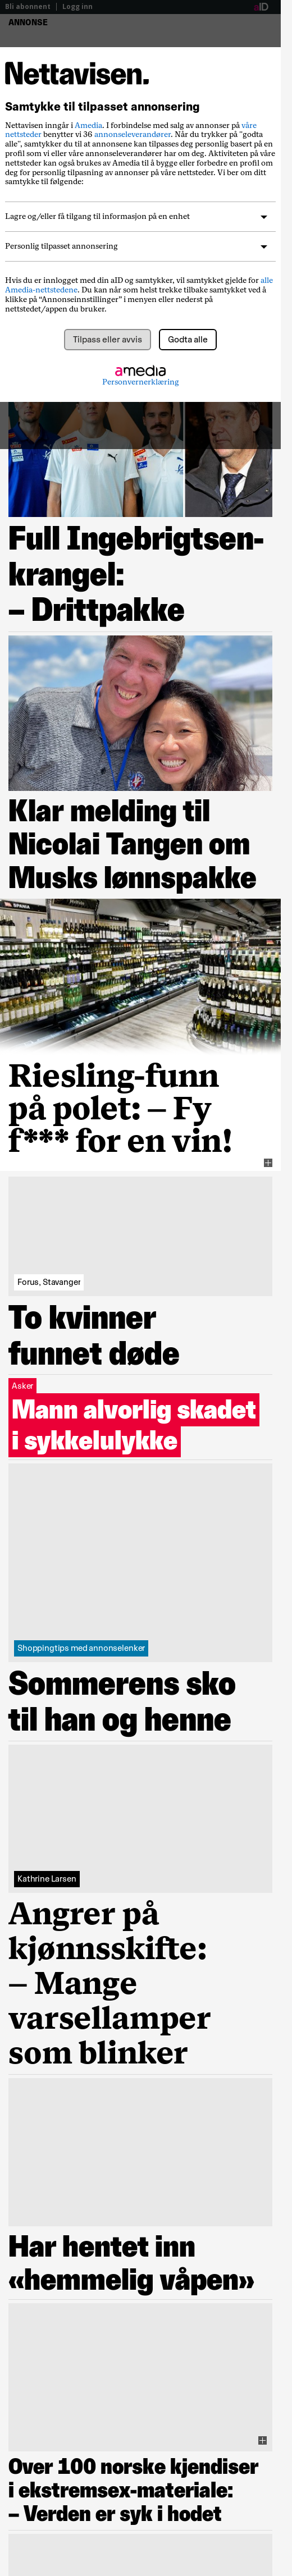 Bli abonnent | Logg inn
aID
ANNONSE
Nettavisen.
Samtykke til tilpasset annonsering
Nettavisen inngår i Amedia. I forbindelse med salg av annonser på våre
nettsteder benytter vi 36 annonseleverandører. Når du trykker på "godta
alle", samtykker du til at annonsene kan tilpasses deg personlig basert på en
profil som vi eller våre annonseleverandører har om deg. Aktiviteten på våre
nettsteder kan også brukes av Amedia til å bygge eller forbedre en profil om
deg for personlig tilpasning av annonser på våre nettsteder. Vi ber om ditt
samtykke til følgende:
Lagre og/eller få tilgang til informasjon på en enhet
Personlig tilpasset annonsering
Hvis du er innlogget med din aID og samtykker, vil samtykket gjelde for alle
Amedia-nettstedene. Du kan når som helst trekke tilbake samtykket ved å
klikke på “Annonseinnstillinger” i menyen eller nederst på
nettstedet/appen du bruker.
Tilpass eller avvis
Godta alle
amedia
Personvernerklæring
Full Ingebrigtsen-
krangel:
– Drittpakke
Klar melding til
Nicolai Tangen om
Musks lønnspakke
Riesling-funn
på polet: – Fy
f*** for en vin!
Forus, Stavanger
To kvinner
funnet døde
Asker
Mann alvorlig skadet
i sykkelulykke
Shoppingtips med annonselenker
Sommerens sko
til han og henne
Kathrine Larsen
Angrer på
kjønnsskifte:
– Mange
varsellamper
som blinker
Har hentet inn
«hemmelig våpen»
Over 100 norske kjendiser
i ekstremsex-materiale:
– Verden er syk i hodet